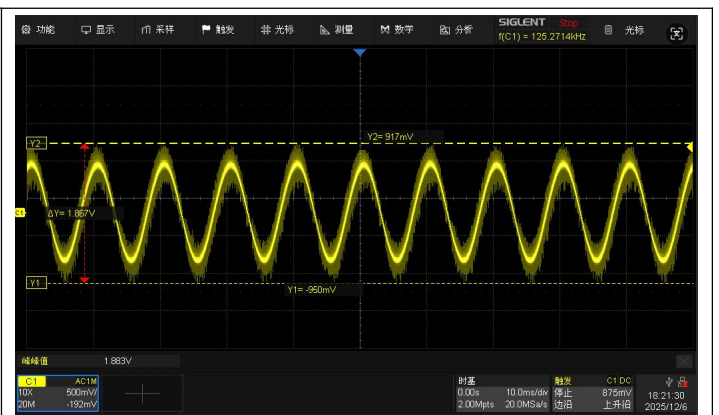 功能 显示 采样 触发 光标 测量 数学 分析 SIGLENT Stop f(C1) = 125.2714kHz 光标
Y2
Y2= 917mV
C1
ΔY= 1.867V
Y1
Y1= -950mV
峰峰值 1.883V
C1 AC1M
10X 500mV/
20M -192mV
时基
0.00s 10.0ms/div
2.00Mpts 20.0MSa/s
触发 C1 DC
停止 875mV
边沿 上升沿
18:21:30
2025/12/6